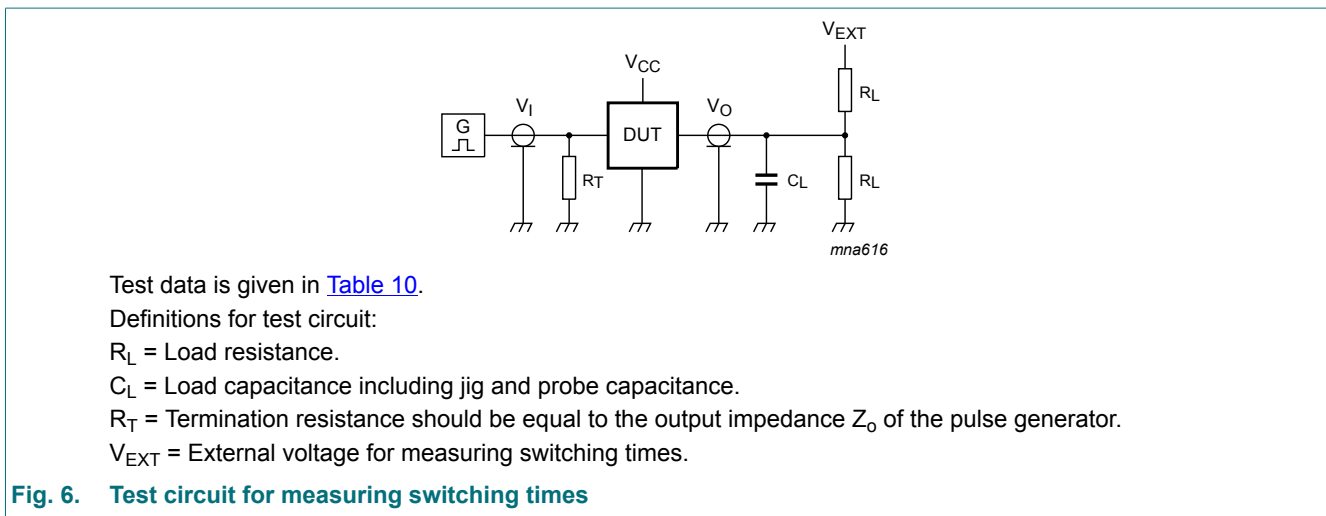 VEXT
VCC
RL
VI
VO
G
DUT
RT
CL
RL
mna616
Test data is given in Table 10.
Definitions for test circuit:
RL = Load resistance.
CL = Load capacitance including jig and probe capacitance.
RT = Termination resistance should be equal to the output impedance Zo of the pulse generator.
VEXT = External voltage for measuring switching times.
Fig. 6. Test circuit for measuring switching times